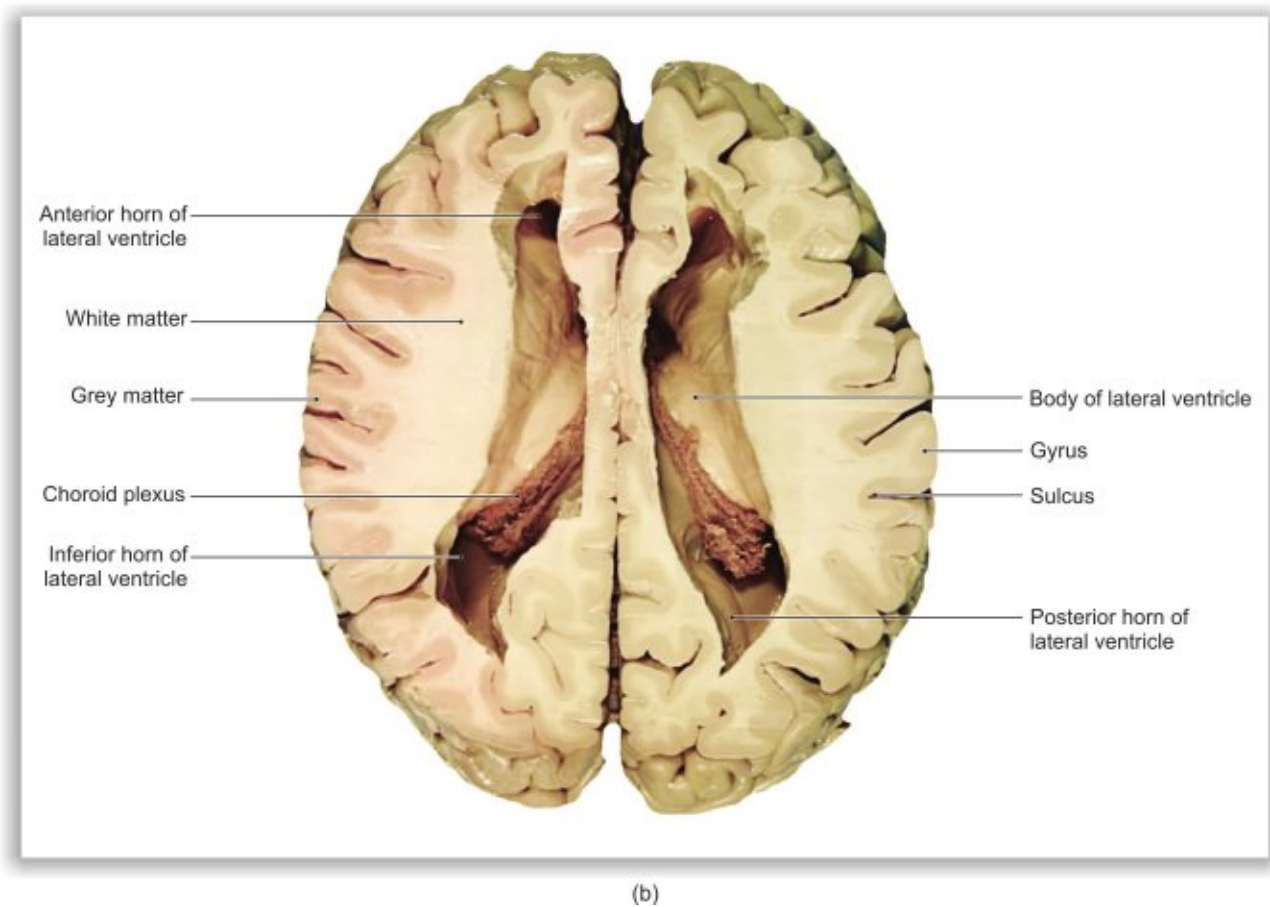 Anterior horn of
lateral ventricle
White matter
Grey matter
Choroid plexus
Inferior horn of
lateral ventricle
Body of lateral ventricle
Gyrus
Sulcus
Posterior horn of
lateral ventricle
(b)